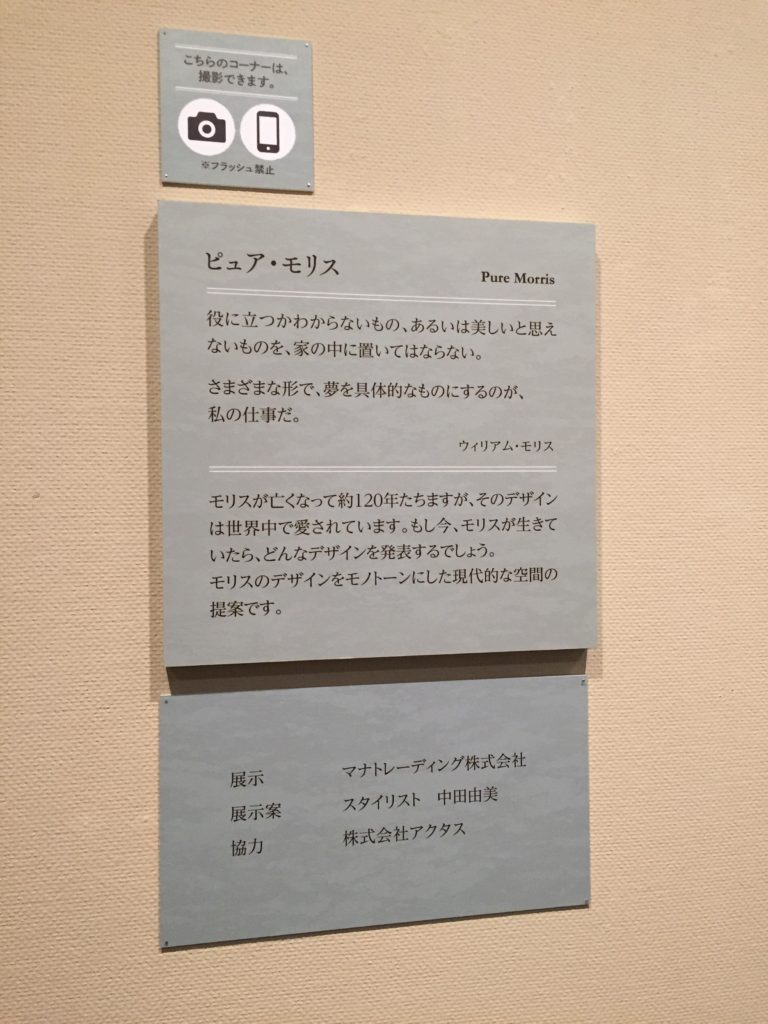 こちらのコーナーは、
撮影できます。
※フラッシュ禁止
ピュア・モリス
Pure Morris
役に立つかわからないもの、あるいは美しいと思え
ないものを、家の中に置いてはならない。
さまざまな形で、夢を具体的なものにするのが、
私の仕事だ。
ウィリアム・モリス
モリスが亡くなって約120年たちますが、そのデザイン
は世界中で愛されています。もし今、モリスが生きて
いたら、どんなデザインを発表するでしょう。
モリスのデザインをモノトーンにした現代的な空間の
提案です。
展示 マナトレーディング株式会社
展示案 スタイリスト 中田由美
協力 株式会社アクタス